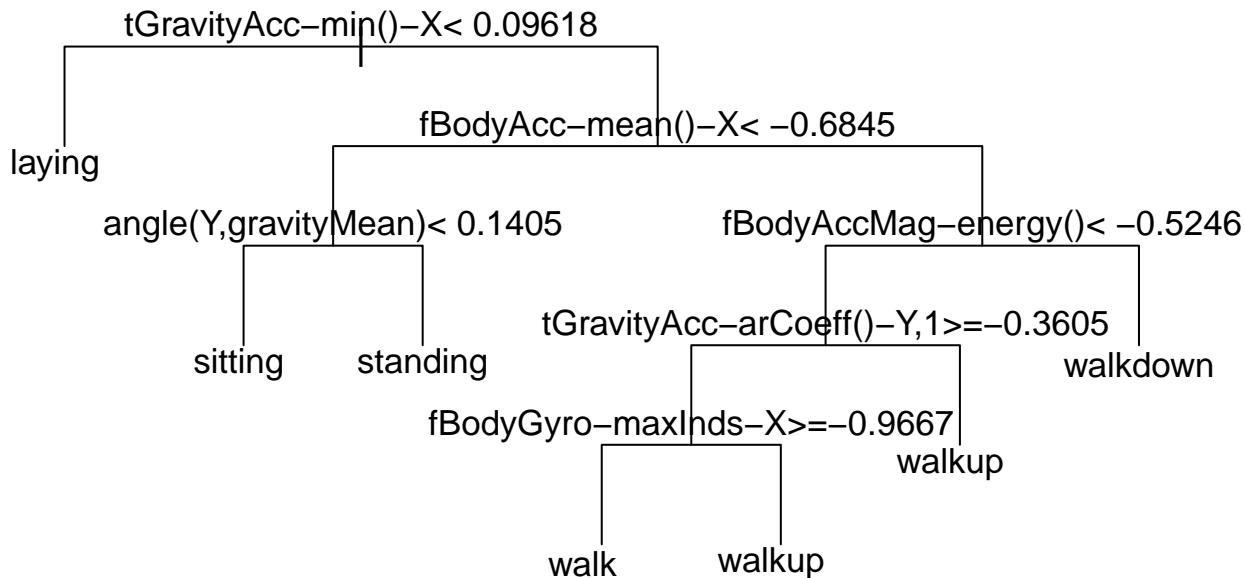 tGravityAcc−min()−X< 0.09618
fBodyAcc−mean()−X< −0.6845
laying
angle(Y,gravityMean)< 0.1405
fBodyAccMag−energy()< −0.5246
tGravityAcc−arCoeff()−Y,1>=−0.3605
sitting
standing
walkdown
fBodyGyro−maxInds−X>=−0.9667
walkup
walk
walkup